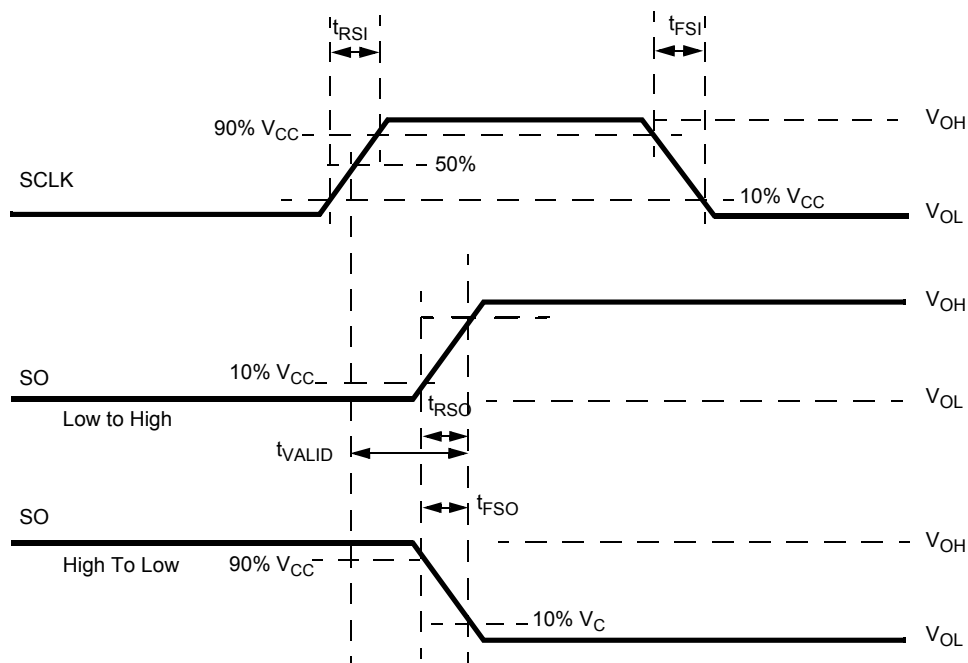 tRSI
tFSI
90% VCC
VOH
50%
SCLK
10% VCC
VOL
VOH
SO
10% VCC
Low to High
tRSO
VOL
tVALID
tFSO
SO
VOH
High To Low
90% VCC
10% VC
VOL